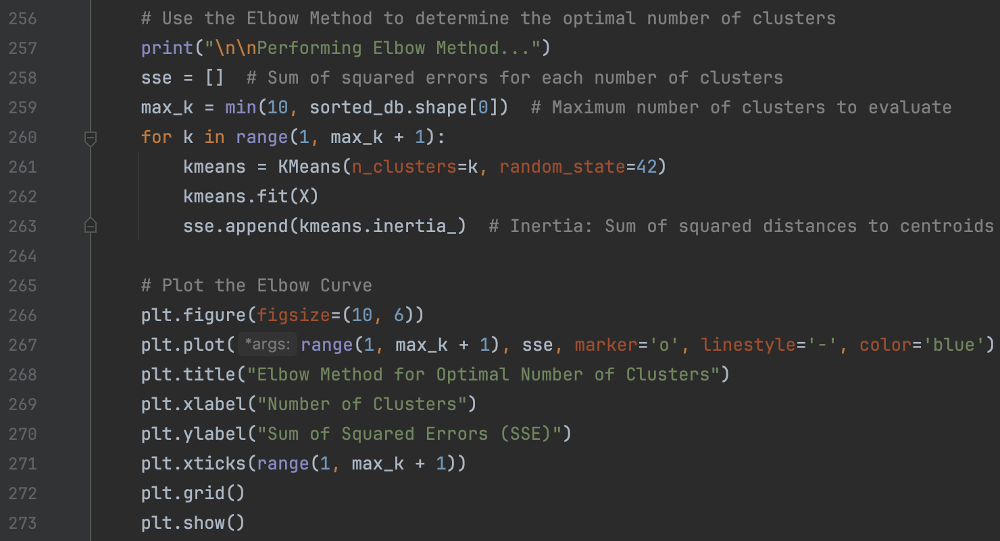 256 # Use the Elbow Method to determine the optimal number of clusters
257 print("\n\nPerforming Elbow Method...")
258 sse = []  # Sum of squared errors for each number of clusters
259 max_k = min(10, sorted_db.shape[0])  # Maximum number of clusters to evaluate
260 for k in range(1, max_k + 1):
261     kmeans = KMeans(n_clusters=k, random_state=42)
262     kmeans.fit(X)
263     sse.append(kmeans.inertia_)  # Inertia: Sum of squared distances to centroids
264
265 # Plot the Elbow Curve
266 plt.figure(figsize=(10, 6))
267 plt.plot( *args: range(1, max_k + 1), sse, marker='o', linestyle='-', color='blue')
268 plt.title("Elbow Method for Optimal Number of Clusters")
269 plt.xlabel("Number of Clusters")
270 plt.ylabel("Sum of Squared Errors (SSE)")
271 plt.xticks(range(1, max_k + 1))
272 plt.grid()
273 plt.show()